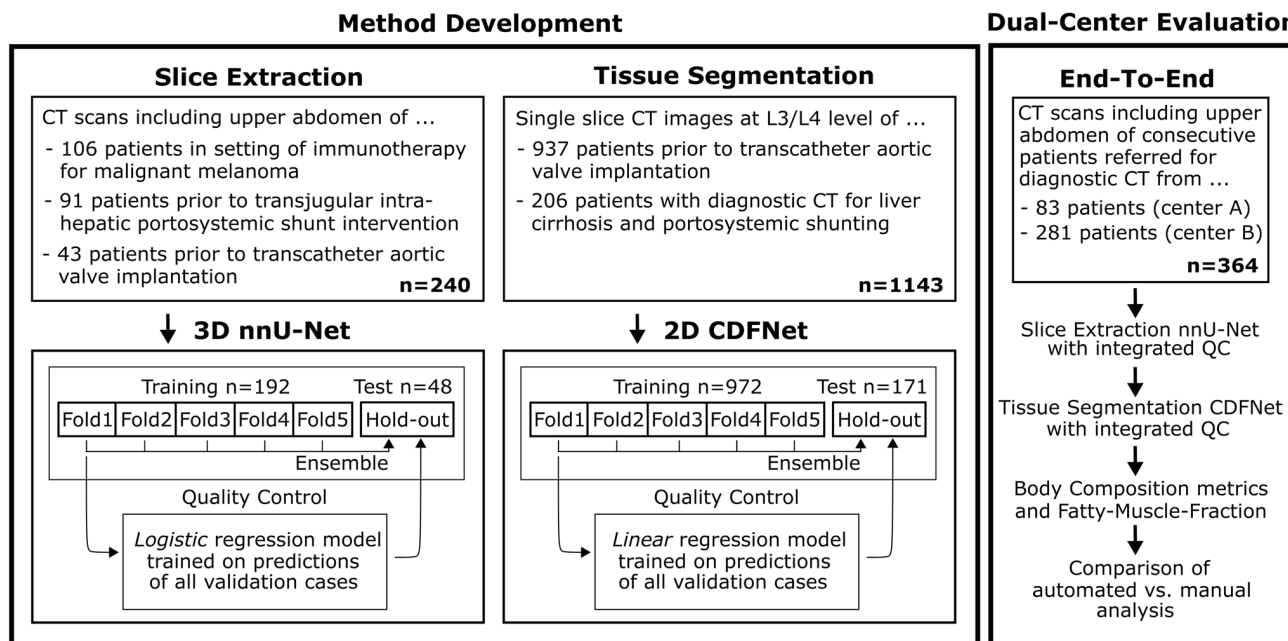 Method Development
Slice Extraction
CT scans including upper abdomen of ...
- 106 patients in setting of immunotherapy
for malignant melanoma
- 91 patients prior to transjugular intra-
hepatic portosystemic shunt intervention
- 43 patients prior to transcatheter aortic
valve implantation
n=240
3D nnU-Net
Training n=192
Test n=48
Fold1 Fold2 Fold3 Fold4 Fold5 Hold-out
Ensemble
Quality Control
Logistic regression model
trained on predictions
of all validation cases
Tissue Segmentation
Single slice CT images at L3/L4 level of ...
- 937 patients prior to transcatheter aortic
valve implantation
- 206 patients with diagnostic CT for liver
cirrhosis and portosystemic shunting
n=1143
2D CDFNet
Training n=972
Test n=171
Fold1 Fold2 Fold3 Fold4 Fold5 Hold-out
Ensemble
Quality Control
Linear regression model
trained on predictions
of all validation cases
Dual-Center Evaluation
End-To-End
CT scans including upper
abdomen of consecutive
patients referred for
diagnostic CT from ...
- 83 patients (center A)
- 281 patients (center B)
n=364
Slice Extraction nnU-Net
with integrated QC
Tissue Segmentation CDFNet
with integrated QC
Body Composition metrics
and Fatty-Muscle-Fraction
Comparison of
automated vs. manual
analysis